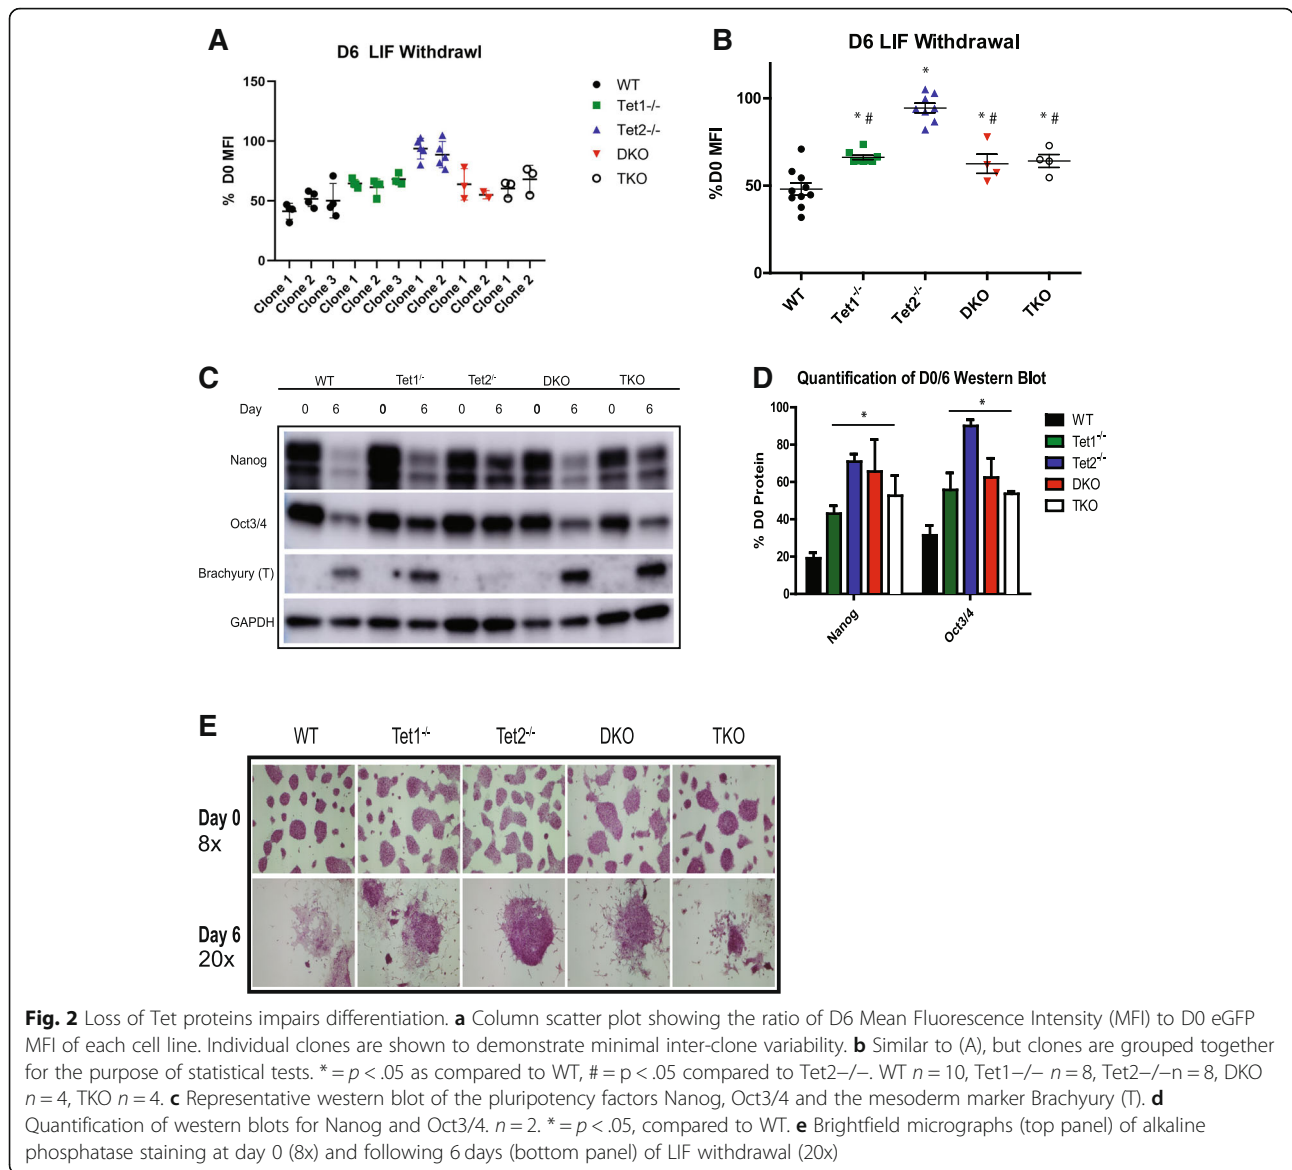 A
D6 LIF Withdrawl
% D0 MFI
150
100
50
0
Clone 1
Clone 2
Clone 3
Clone 1
Clone 2
Clone 3
Clone 1
Clone 2
Clone 1
Clone 2
Clone 1
Clone 2
WT
Tet1-/-
Tet2-/-
DKO
TKO
B
D6 LIF Withdrawal
%D0 MFI
100
50
0
* # * * # * #
WT
Tet1-/-
Tet2-/-
DKO
TKO
C
WT Tet1/- Tet2/- DKO TKO
Day 0 6 0 6 0 6 0 6 0 6
Nanog
Oct3/4
Brachyury (T)
GAPDH
D
Quantification of D0/6 Western Blot
% D0 Protein
100
80
60
40
20
0
* *
Nanog
Oct3/4
WT
Tet1-/-
Tet2-/-
DKO
TKO
E
WT Tet1-/- Tet2-/- DKO TKO
Day 0
8x
Day 6
20x
Fig. 2 Loss of Tet proteins impairs differentiation. a Column scatter plot showing the ratio of D6 Mean Fluorescence Intensity (MFI) to D0 eGFP
MFI of each cell line. Individual clones are shown to demonstrate minimal inter-clone variability. b Similar to (A), but clones are grouped together
for the purpose of statistical tests. * = p < .05 as compared to WT, # = p < .05 compared to Tet2−/−. WT n = 10, Tet1−/− n = 8, Tet2−/−n = 8, DKO
n = 4, TKO n = 4. c Representative western blot of the pluripotency factors Nanog, Oct3/4 and the mesoderm marker Brachyury (T). d
Quantification of western blots for Nanog and Oct3/4. n = 2. * = p < .05, compared to WT. e Brightfield micrographs (top panel) of alkaline
phosphatase staining at day 0 (8x) and following 6 days (bottom panel) of LIF withdrawal (20x)